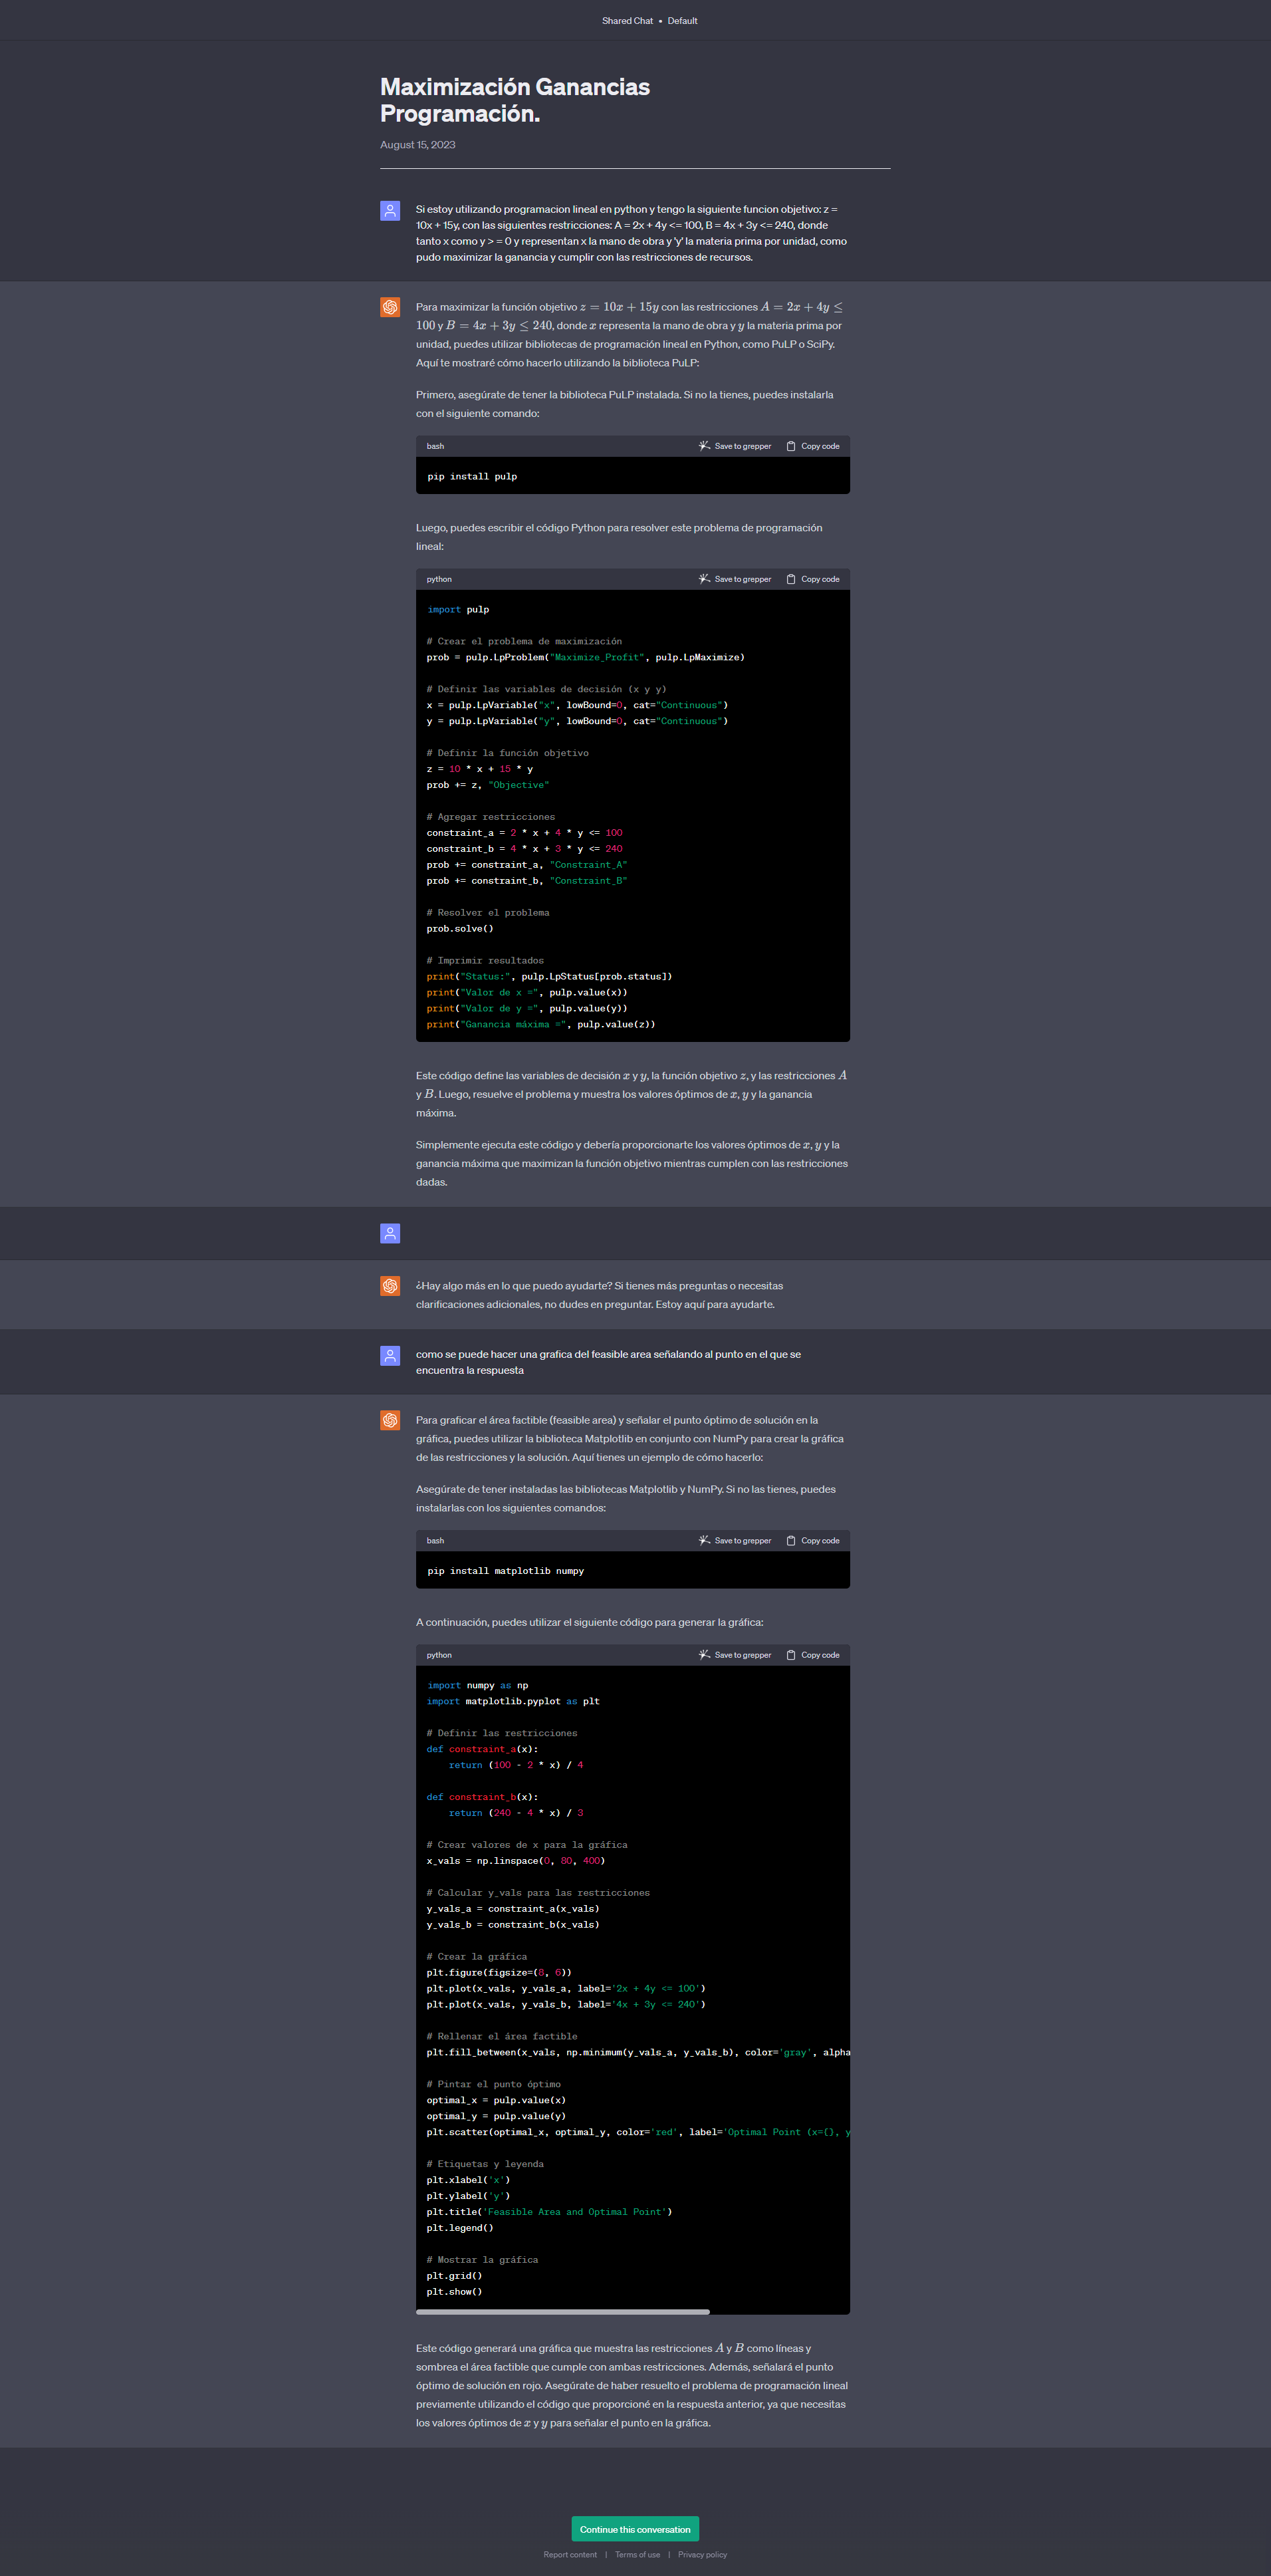 Shared Chat • Default
Maximización Ganancias
Programación.
August 15, 2023
Si estoy utilizando programacion lineal en python y tengo la siguiente funcion objetivo: z =
10x + 15y, con las siguientes restricciones: A = 2x + 4y <= 100, B = 4x + 3y <= 240, donde
tanto x como y > = 0 y representan x la mano de obra y 'y' la materia prima por unidad, como
pudo maximizar la ganancia y cumplir con las restricciones de recursos.
Para maximizar la función objetivo z = 10x + 15y con las restricciones A = 2x + 4y ≤
100 y B = 4x + 3y ≤ 240, donde x representa la mano de obra y y la materia prima por
unidad, puedes utilizar bibliotecas de programación lineal en Python, como PuLP o SciPy.
Aquí te mostraré cómo hacerlo utilizando la biblioteca PuLP:
Primero, asegúrate de tener la biblioteca PuLP instalada. Si no la tienes, puedes instalarla
con el siguiente comando:
bash Save to grepper Copy code
pip install pulp
Luego, puedes escribir el código Python para resolver este problema de programación
lineal:
python Save to grepper Copy code
import pulp
# Crear el problema de maximización
prob = pulp.LpProblem("Maximize_Profit", pulp.LpMaximize)
# Definir las variables de decisión (x y y)
x = pulp.LpVariable("x", lowBound=0, cat="Continuous")
y = pulp.LpVariable("y", lowBound=0, cat="Continuous")
# Definir la función objetivo
z = 10 * x + 15 * y
prob += z, "Objective"
# Agregar restricciones
constraint_a = 2 * x + 4 * y <= 100
constraint_b = 4 * x + 3 * y <= 240
prob += constraint_a, "Constraint_A"
prob += constraint_b, "Constraint_B"
# Resolver el problema
prob.solve()
# Imprimir resultados
print("Status:", pulp.LpStatus[prob.status])
print("Valor de x =", pulp.value(x))
print("Valor de y =", pulp.value(y))
print("Ganancia máxima =", pulp.value(z))
Este código define las variables de decisión x y y, la función objetivo z, y las restricciones A
y B. Luego, resuelve el problema y muestra los valores óptimos de x, y y la ganancia
máxima.
Simplemente ejecuta este código y debería proporcionarte los valores óptimos de x, y y la
ganancia máxima que maximizan la función objetivo mientras cumplen con las restricciones
dadas.
¿Hay algo más en lo que puedo ayudarte? Si tienes más preguntas o necesitas
clarificaciones adicionales, no dudes en preguntar. Estoy aquí para ayudarte.
como se puede hacer una grafica del feasible area señalando al punto en el que se
encuentra la respuesta
Para graficar el área factible (feasible area) y señalar el punto óptimo de solución en la
gráfica, puedes utilizar la biblioteca Matplotlib en conjunto con NumPy para crear la gráfica
de las restricciones y la solución. Aquí tienes un ejemplo de cómo hacerlo:
Asegúrate de tener instaladas las bibliotecas Matplotlib y NumPy. Si no las tienes, puedes
instalarlas con los siguientes comandos:
bash Save to grepper Copy code
pip install matplotlib numpy
A continuación, puedes utilizar el siguiente código para generar la gráfica:
python Save to grepper Copy code
import numpy as np
import matplotlib.pyplot as plt
# Definir las restricciones
def constraint_a(x):
return (100 - 2 * x) / 4
def constraint_b(x):
return (240 - 4 * x) / 3
# Crear valores de x para la gráfica
x_vals = np.linspace(0, 80, 400)
# Calcular y_vals para las restricciones
y_vals_a = constraint_a(x_vals)
y_vals_b = constraint_b(x_vals)
# Crear la gráfica
plt.figure(figsize=(8, 6))
plt.plot(x_vals, y_vals_a, label='2x + 4y <= 100')
plt.plot(x_vals, y_vals_b, label='4x + 3y <= 240')
# Rellenar el área factible
plt.fill_between(x_vals, np.minimum(y_vals_a, y_vals_b), color='gray', alpha
# Pintar el punto óptimo
optimal_x = pulp.value(x)
optimal_y = pulp.value(y)
plt.scatter(optimal_x, optimal_y, color='red', label='Optimal Point (x={}, y
# Etiquetas y leyenda
plt.xlabel('x')
plt.ylabel('y')
plt.title('Feasible Area and Optimal Point')
plt.legend()
# Mostrar la gráfica
plt.grid()
plt.show()
Este código generará una gráfica que muestra las restricciones A y B como líneas y
sombrea el área factible que cumple con ambas restricciones. Además, señalará el punto
óptimo de solución en rojo. Asegúrate de haber resuelto el problema de programación lineal
previamente utilizando el código que proporcioné en la respuesta anterior, ya que necesitas
los valores óptimos de x y y para señalar el punto en la gráfica.
Continue this conversation
Report content | Terms of use | Privacy policy